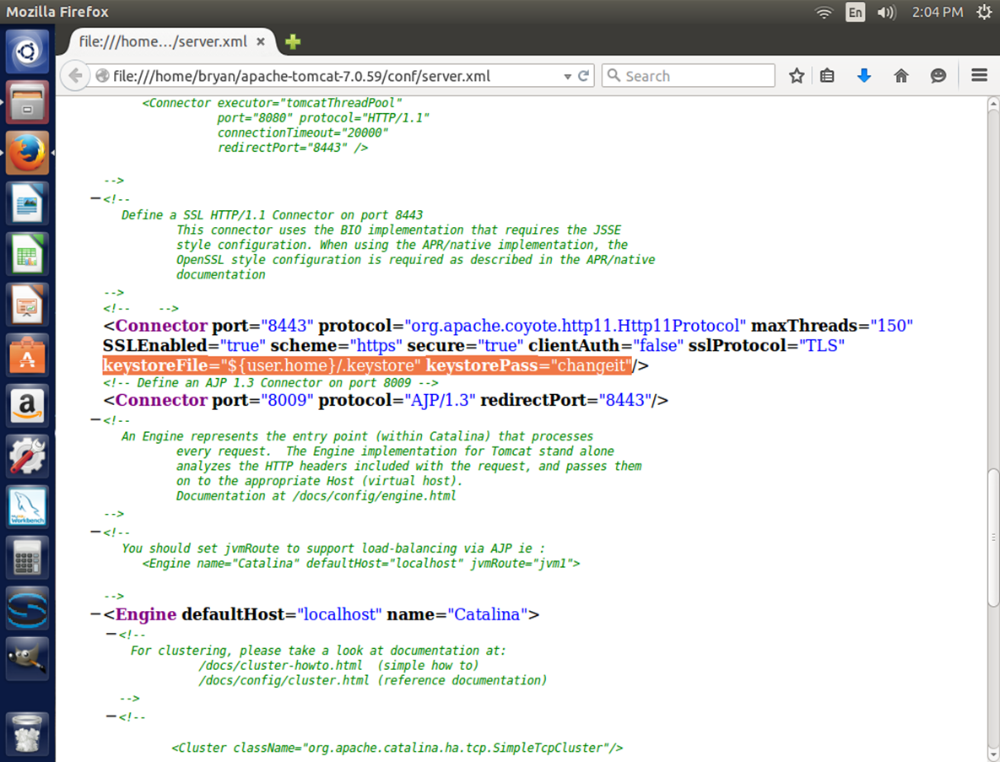 Mozilla Firefox
En
2:04 PM
file:///home.../server.xml
file:///home/bryan/apache-tomcat-7.0.59/conf/server.xml
Search
<Connector executor="tomcatThreadPool"
port="8080" protocol="HTTP/1.1"
connectionTimeout="20000"
redirectPort="8443" />
-->
<!--
Define a SSL HTTP/1.1 Connector on port 8443
This connector uses the BIO implementation that requires the JSSE
style configuration. When using the APR/native implementation, the
OpenSSL style configuration is required as described in the APR/native
documentation
-->
<!-- -->
<Connector port="8443" protocol="org.apache.coyote.http11.Http11Protocol" maxThreads="150"
SSLEnabled="true" scheme="https" secure="true" clientAuth="false" sslProtocol="TLS"
keystoreFile="${user.home}/.keystore" keystorePass="changeit"/>
<!-- Define an AJP 1.3 Connector on port 8009 -->
<Connector port="8009" protocol="AJP/1.3" redirectPort="8443"/>
<!--
An Engine represents the entry point (within Catalina) that processes
every request. The Engine implementation for Tomcat stand alone
analyzes the HTTP headers included with the request, and passes them
on to the appropriate Host (virtual host).
Documentation at /docs/config/engine.html
-->
<!--
You should set jvmRoute to support load-balancing via AJP ie :
<Engine name="Catalina" defaultHost="localhost" jvmRoute="jvm1">
-->
<Engine defaultHost="localhost" name="Catalina">
<!--
For clustering, please take a look at documentation at:
/docs/cluster-howto.html (simple how to)
/docs/config/cluster.html (reference documentation)
-->
<!--
<Cluster className="org.apache.catalina.ha.tcp.SimpleTcpCluster"/>
a
Workbench